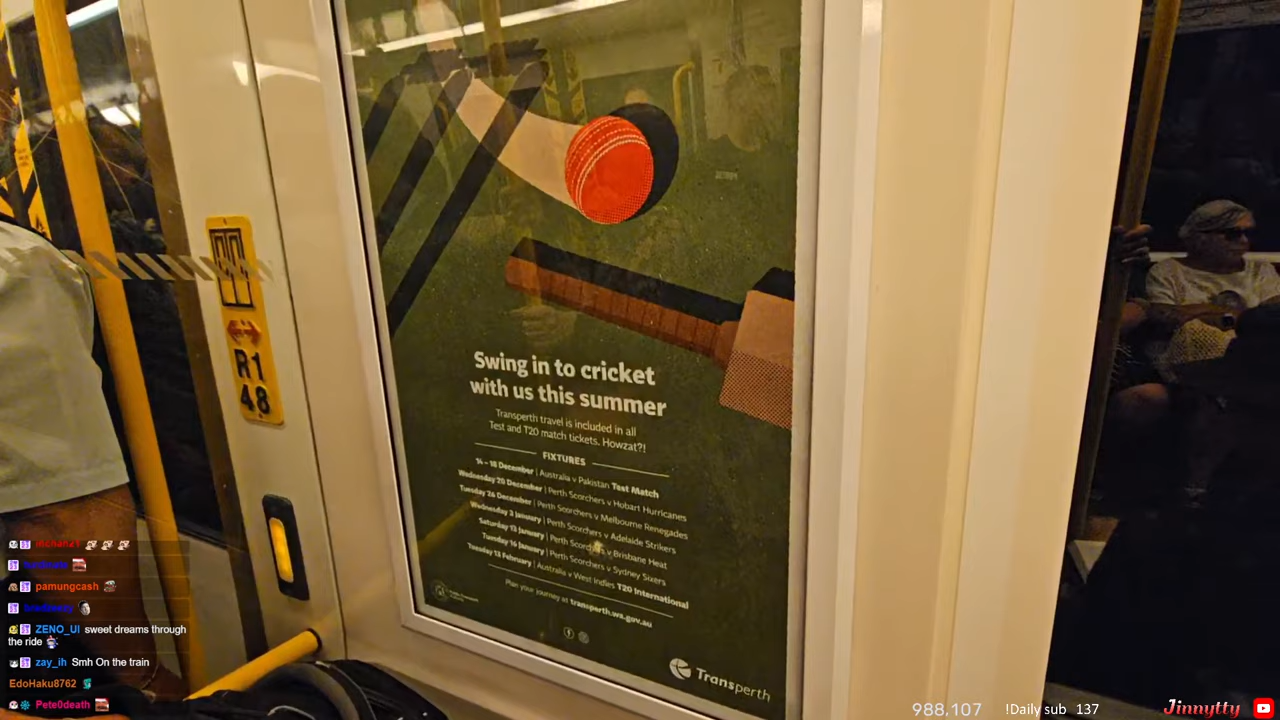 R1
48
Swing in to cricket
with us this summer
Transperth travel is included in all
Test and T20 match tickets. Howzat?!
FIXTURES
14 – 18 December | Australia v Pakistan Test Match
Wednesday 20 December | Perth Scorchers v Hobart Hurricanes
Tuesday 26 December | Perth Scorchers v Melbourne Renegades
Wednesday 3 January | Perth Scorchers v Adelaide Strikers
Saturday 13 January | Perth Scorchers v Brisbane Heat
Tuesday 16 January | Perth Scorchers v Sydney Sixers
Tuesday 13 February | Australia v West Indies T20 International
Plan your journey at transperth.wa.gov.au
Transperth
pamungcash
ZENO_UI sweet dreams through
the ride
zay_ih Smh On the train
EdoHaku8762
Pete0death
988,107 !Daily sub 137
Jinnytty